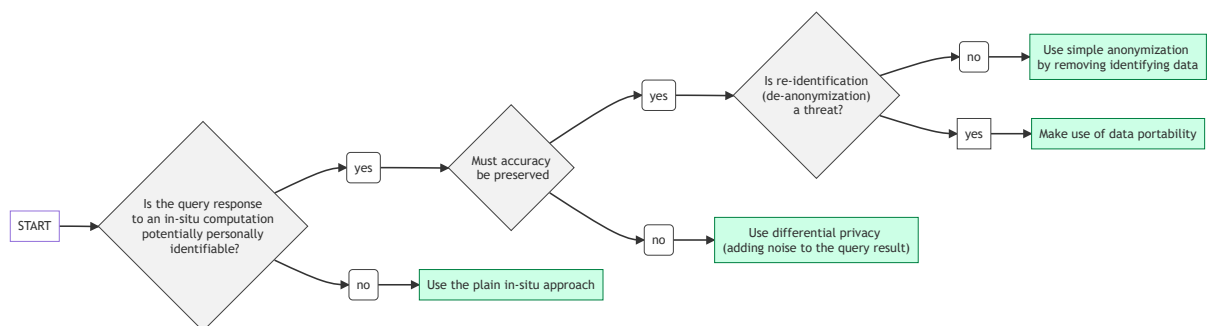 START
Is the query response
to an in-situ computation
potentially personally
identifiable?
yes
no
Use the plain in-situ approach
Must accuracy
be preserved
yes
no
Use differential privacy
(adding noise to the query result)
Is re-identification
(de-anonymization)
a threat?
no
Use simple anonymization
by removing identifying data
yes
Make use of data portability